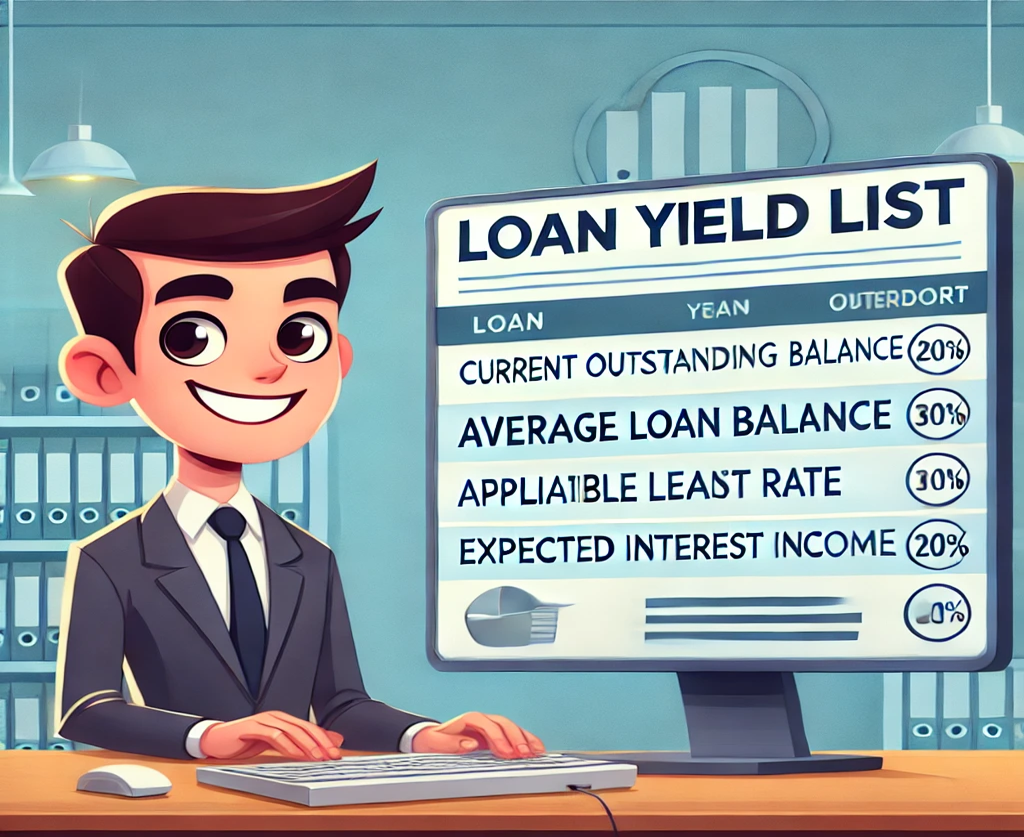 LOAN YIELD LIST
LOAN YEAN OUTERDORT
CURRENT OUTSTANDING BALANCE 20%
AVERAGE LOAN BALANCE 30%
APPLIATIBLE LEAST RATE 30%
EXPECTED INTEREST INCOME 20%